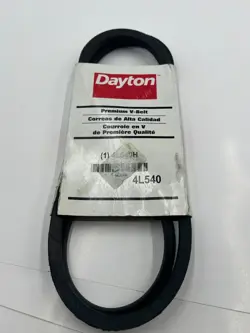 Dayton
Premium V-Belt
Correas de Alta Calidad
Courroie en V
de Première Qualité
4L540